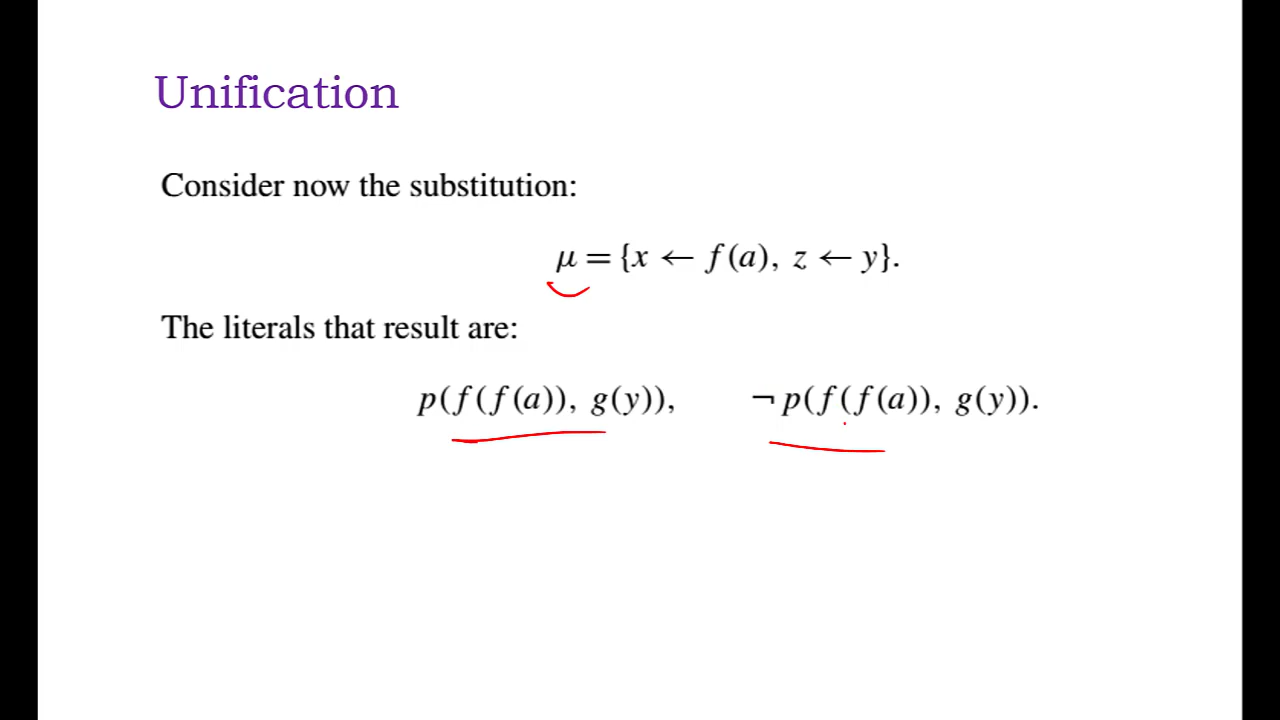 Unification
Consider now the substitution:
μ = {x ← f(a), z ← y}.
The literals that result are:
p(f(f(a)), g(y)), ¬ p(f(f(a)), g(y)).